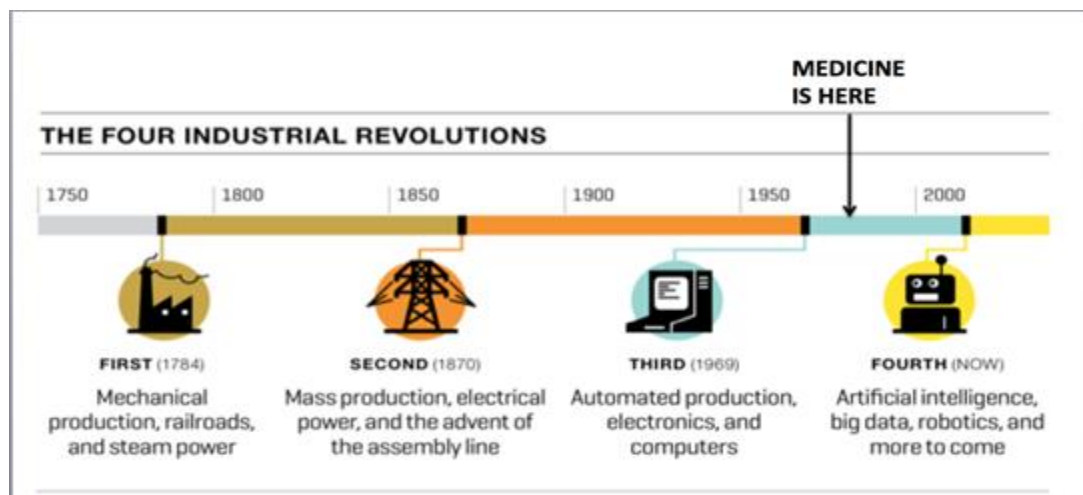 MEDICINE
IS HERE
THE FOUR INDUSTRIAL REVOLUTIONS
1750 1800 1850 1900 1950 2000
FIRST (1784)
Mechanical
production, railroads,
and steam power
SECOND (1870)
Mass production, electrical
power, and the advent of
the assembly line
THIRD (1969)
Automated production,
electronics, and
computers
FOURTH (NOW)
Artificial intelligence,
big data, robotics, and
more to come